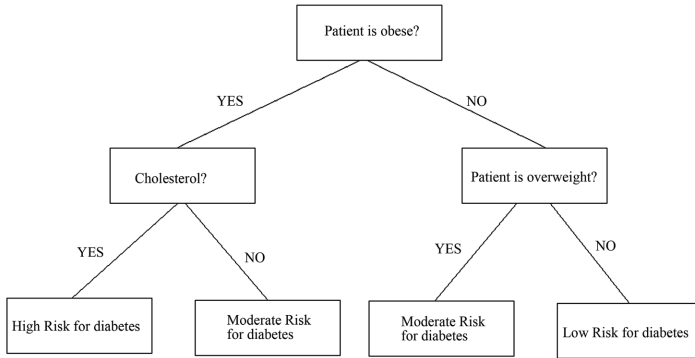 Patient is obese?
YES
NO
Cholesterol?
Patient is overweight?
YES
NO
YES
NO
High Risk for diabetes
Moderate Risk
for diabetes
Moderate Risk
for diabetes
Low Risk for diabetes